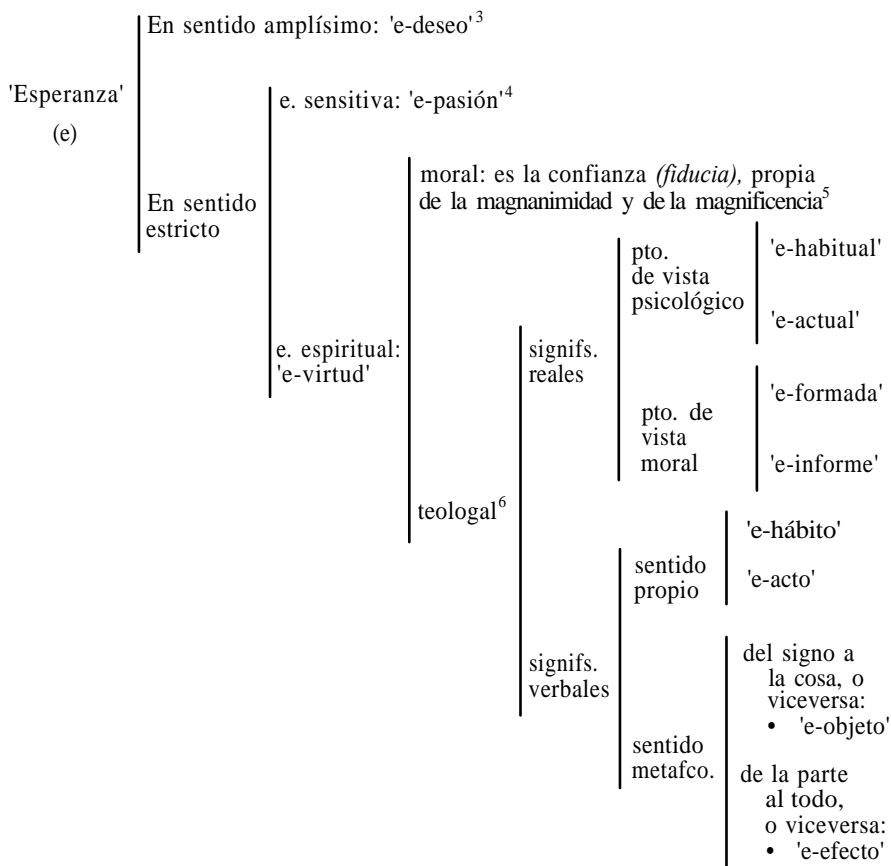 En sentido amplísimo: 'e-deseo'³
'Esperanza'
(e)
e. sensitiva: 'e-pasión'⁴
En sentido
estricto
moral: es la confianza (fiducia), propia
de la magnanimidad y de la magnificencia⁵
e. espiritual:
'e-virtud'
teologal⁶
signifs.
reales
pto.
de vista
psicológico
'e-habitual'
'e-actual'
pto. de
vista
moral
'e-formada'
'e-informe'
signifs.
verbales
sentido
propio
'e-hábito'
'e-acto'
sentido
metafco.
del signo a
la cosa, o
viceversa:
• 'e-objeto'
de la parte
al todo,
o viceversa:
• 'e-efecto'